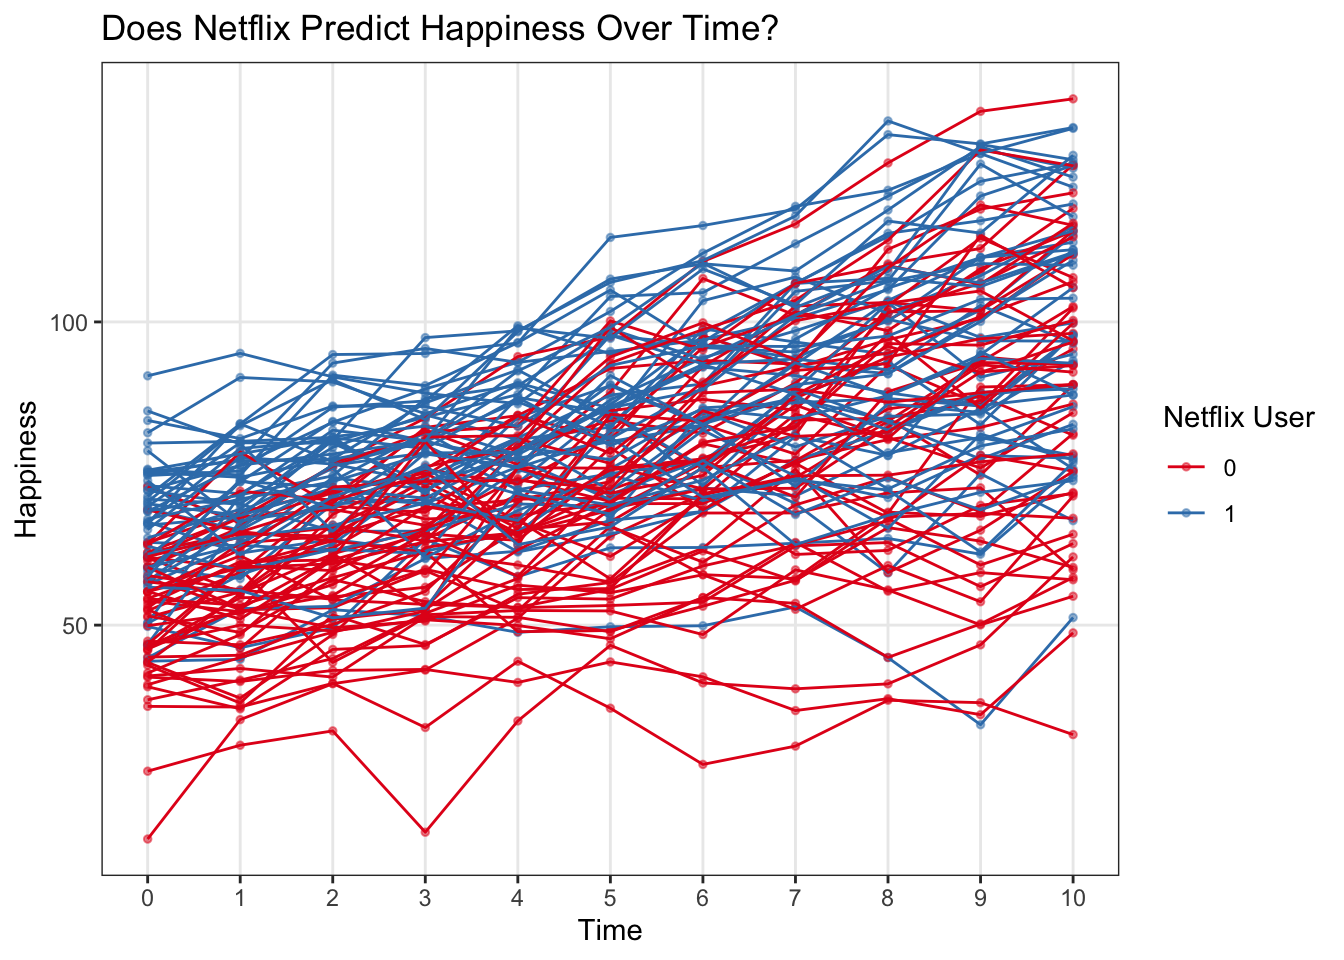 Does Netflix Predict Happiness Over Time?
Happiness
100
50
0 1 2 3 4 5 6 7 8 9 10
Time
Netflix User
0
1